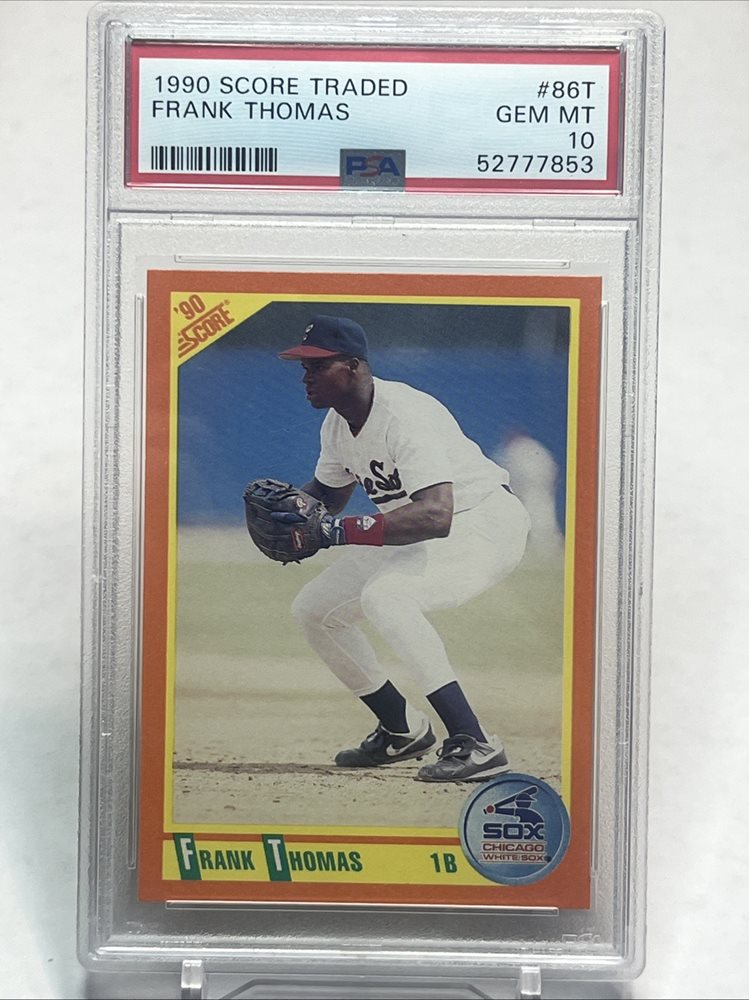 1990 SCORE TRADED #86T
FRANK THOMAS GEM MT
10
PSA 52777853
'90
SCORE®
FRANK THOMAS 1B
SOX
CHICAGO
WHITE SOX